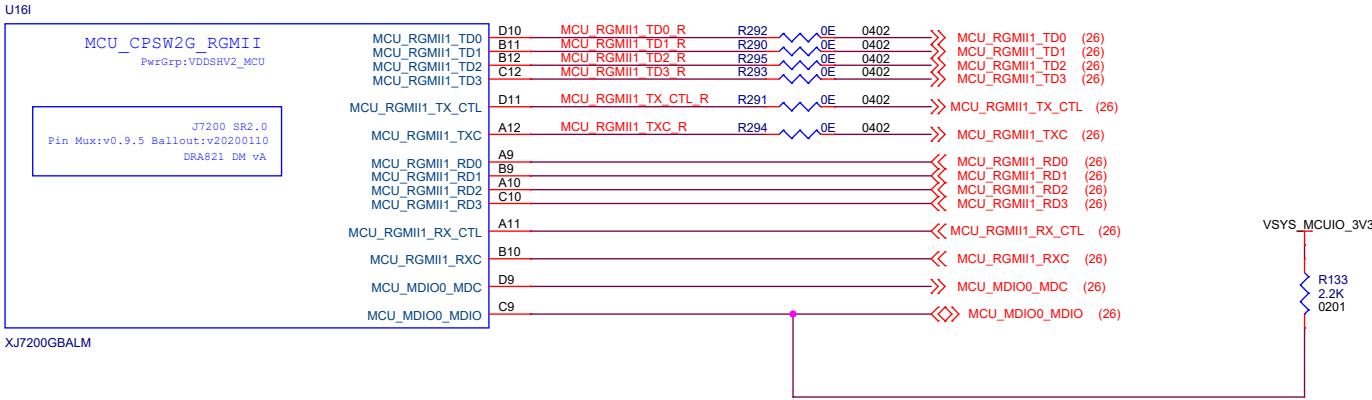 U16I
MCU_CPSW2G_RGMII
PwrGrp:VDDSHV2_MCU
J7200 SR2.0
Pin Mux:v0.9.5 Ballout:v20200110
DRA821 DM vA
MCU_RGMII1_TD0 D10 MCU_RGMII1_TD0_R R292 0E 0402 MCU_RGMII1_TD0 (26)
MCU_RGMII1_TD1 B11 MCU_RGMII1_TD1_R R290 0E 0402 MCU_RGMII1_TD1 (26)
MCU_RGMII1_TD2 B12 MCU_RGMII1_TD2_R R295 0E 0402 MCU_RGMII1_TD2 (26)
MCU_RGMII1_TD3 C12 MCU_RGMII1_TD3_R R293 0E 0402 MCU_RGMII1_TD3 (26)
MCU_RGMII1_TX_CTL D11 MCU_RGMII1_TX_CTL_R R291 0E 0402 MCU_RGMII1_TX_CTL (26)
MCU_RGMII1_TXC A12 MCU_RGMII1_TXC_R R294 0E 0402 MCU_RGMII1_TXC (26)
MCU_RGMII1_RD0 A9 MCU_RGMII1_RD0 (26)
MCU_RGMII1_RD1 B9 MCU_RGMII1_RD1 (26)
MCU_RGMII1_RD2 A10 MCU_RGMII1_RD2 (26)
MCU_RGMII1_RD3 C10 MCU_RGMII1_RD3 (26)
MCU_RGMII1_RX_CTL A11 MCU_RGMII1_RX_CTL (26)
MCU_RGMII1_RXC B10 MCU_RGMII1_RXC (26)
MCU_MDIO0_MDC D9 MCU_MDIO0_MDC (26)
MCU_MDIO0_MDIO C9 MCU_MDIO0_MDIO (26)
VSYS_MCUIO_3V3
R133
2.2K
0201
XJ7200GBALM